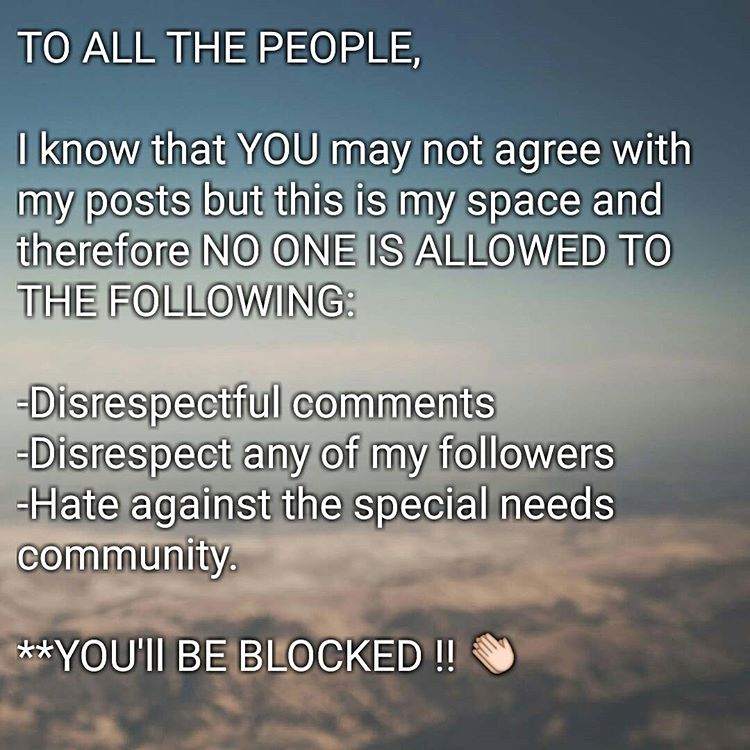 TO ALL THE PEOPLE,
I know that YOU may not agree with
my posts but this is my space and
therefore NO ONE IS ALLOWED TO
THE FOLLOWING:
-Disrespectful comments
-Disrespect any of my followers
-Hate against the special needs
community.
**YOU'll BE BLOCKED !! 👏